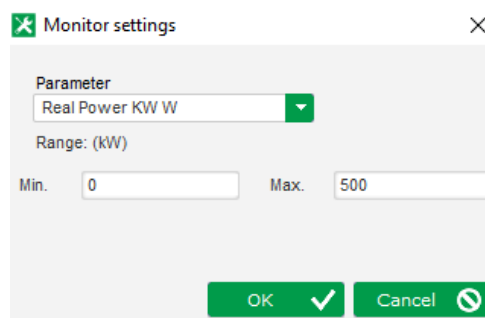 Monitor settings
Parameter
Real Power KW W
Range: (kW)
Min. 0 Max. 500
OK Cancel